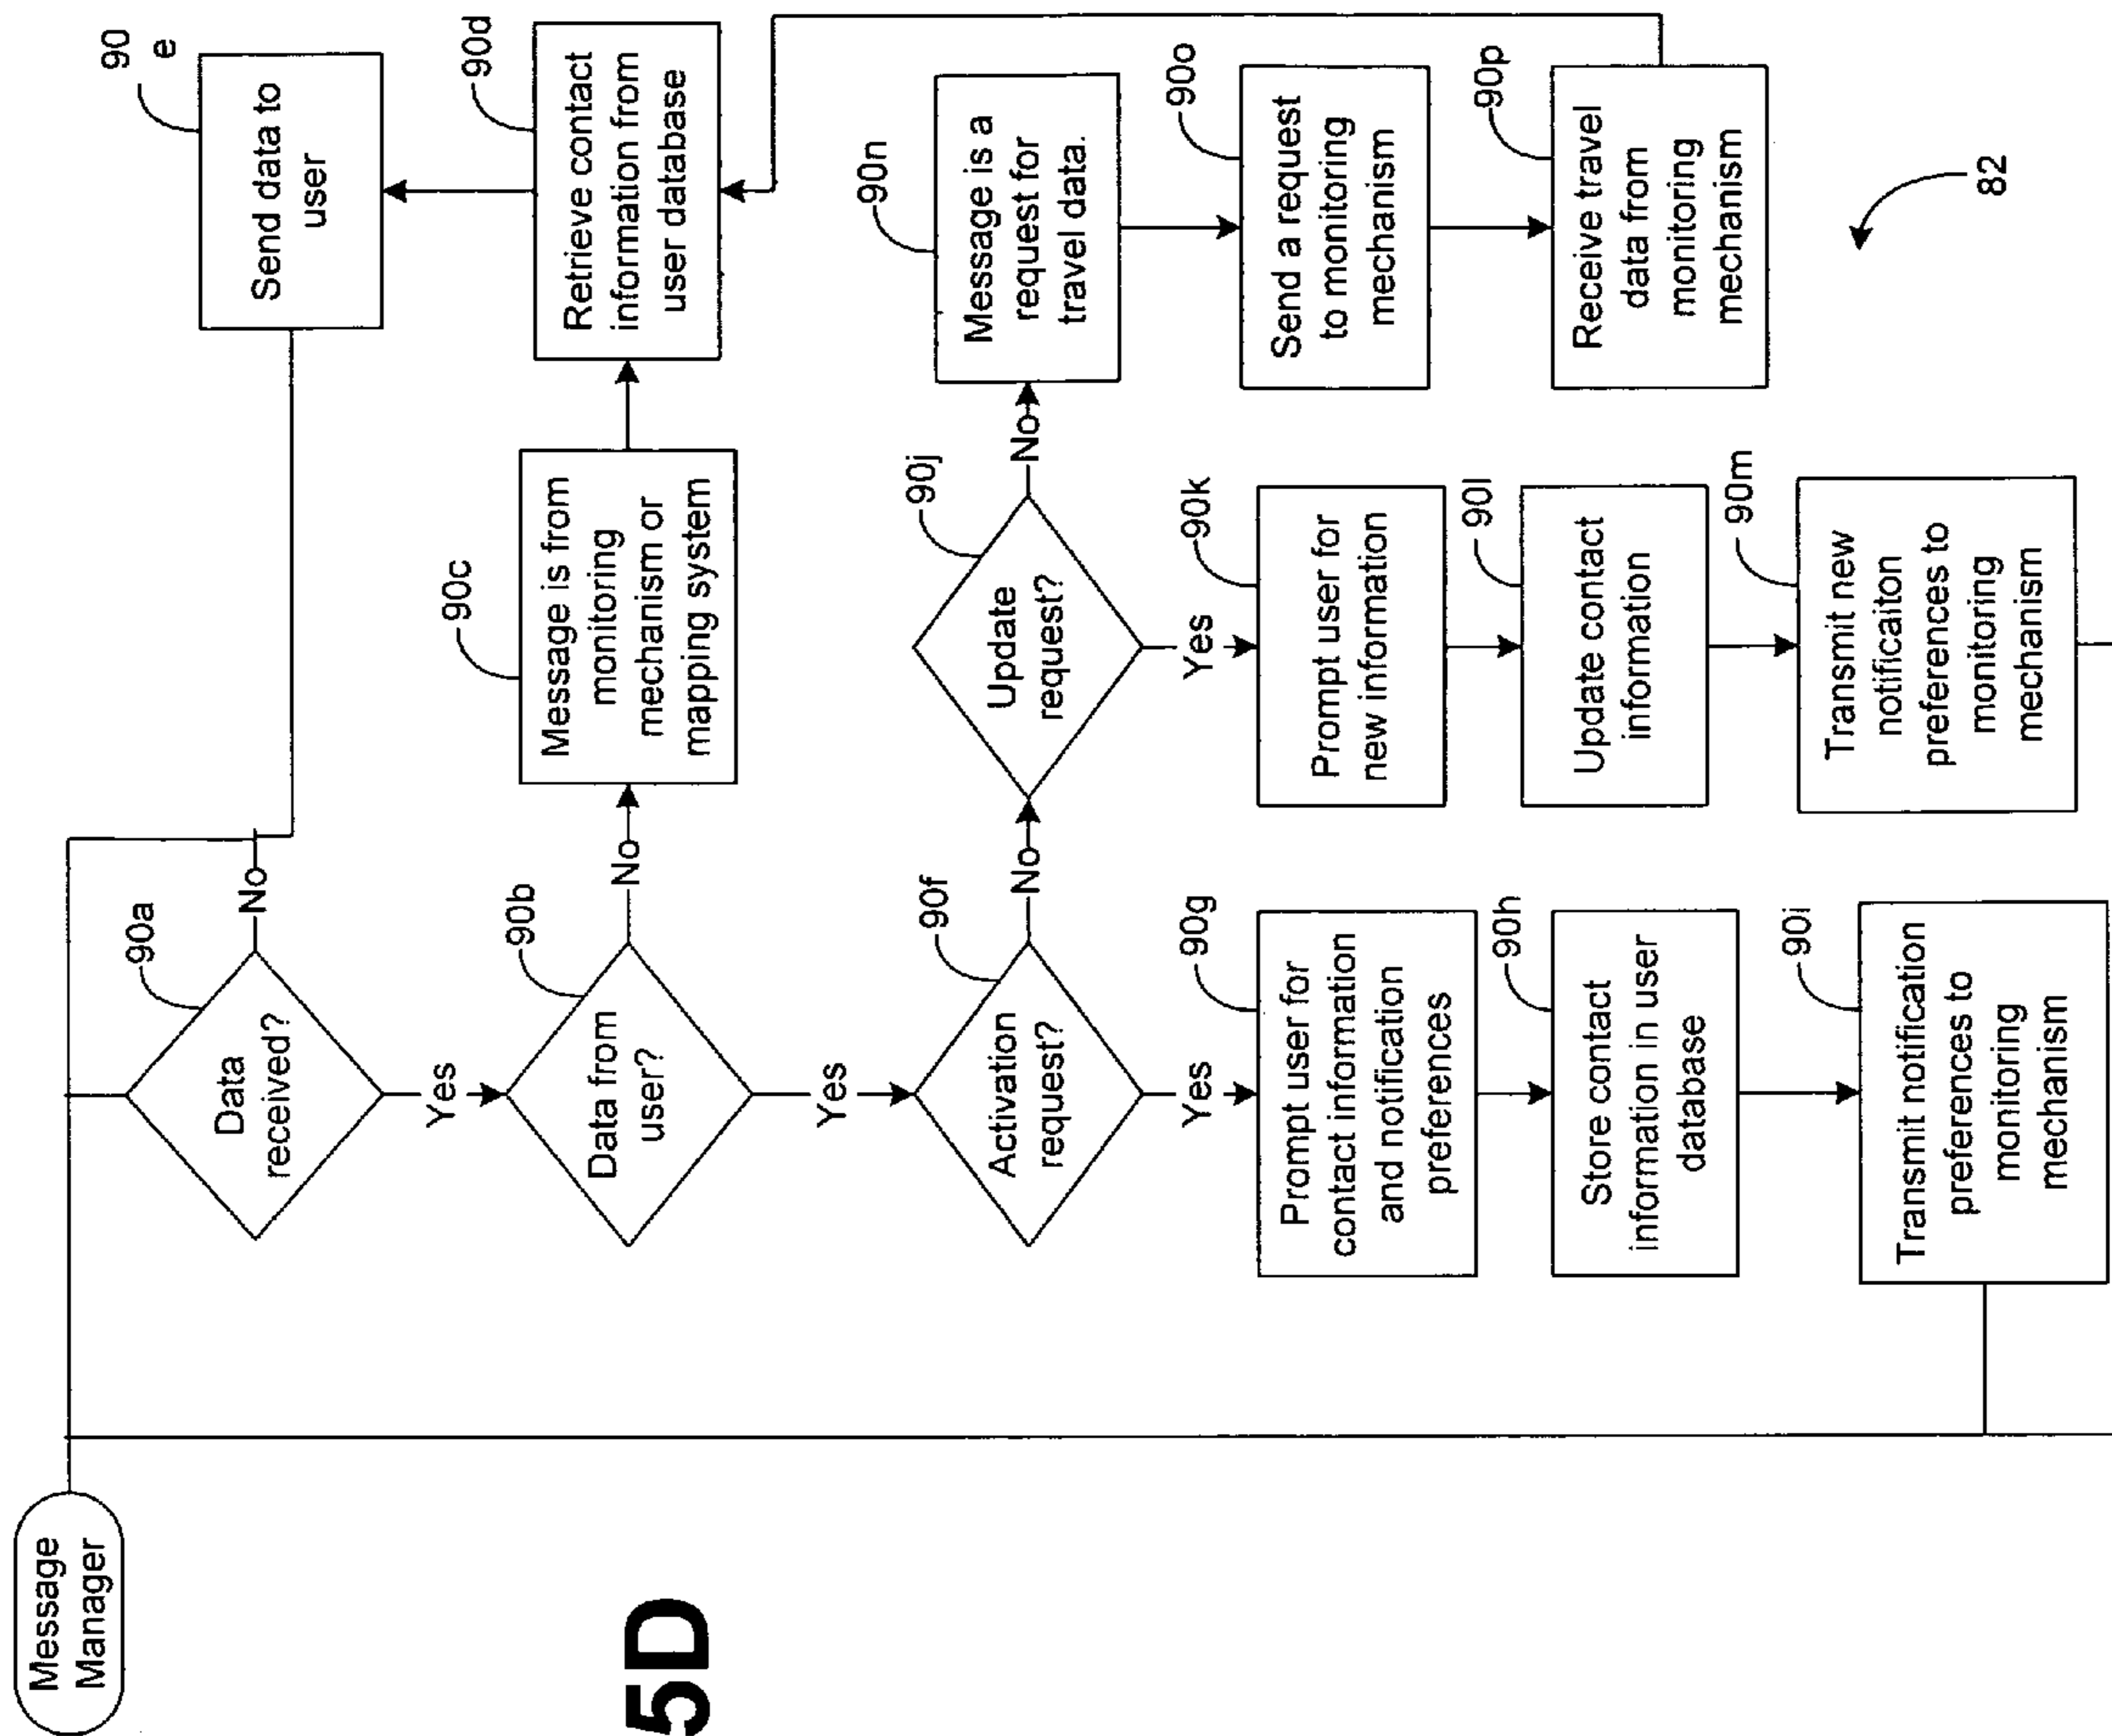 Message
Manager
5D
90a
Data
received?
No
Yes
90b
Data from
user?
No
Yes
90c
Message is from
monitoring
mechanism or
mapping system
90d
Retrieve contact
information from
user database
90
e
Send data to
user
90f
Activation
request?
No
Yes
90g
Prompt user for
contact information
and notification
preferences
90h
Store contact
information in user
database
90i
Transmit notification
preferences to
monitoring
mechanism
90j
Update
request?
No
Yes
90k
Prompt user for
new information
90l
Update contact
information
90m
Transmit new
notificaiton
preferences to
monitoring
mechanism
90n
Message is a
request for
travel data.
90o
Send a request
to monitoring
mechanism
90p
Receive travel
data from
monitoring
mechanism
82